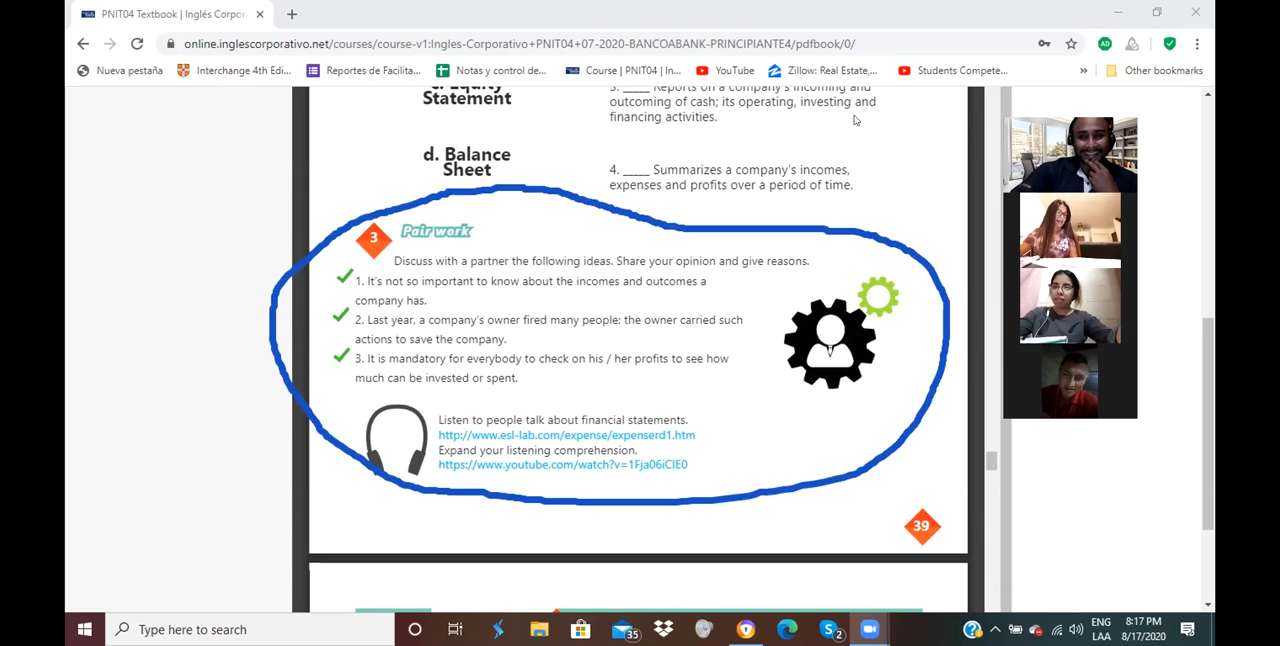 PNIT04 Textbook | Inglés Corpor
online.inglescorporativo.net/courses/course-v1:Ingles-Corporativo+PNIT04+07-2020-BANCOABANK-PRINCIPIANTE4/pdfbook/0/
Nueva pestaña Interchange 4th Edi... Reportes de Facilita... Notas y control de... Course | PNIT04 | In... YouTube Zillow: Real Estate,... Students Compete... » Other bookmarks
c. Equity
Statement
3. _____ Reports on a company's incoming and
outcoming of cash; its operating, investing and
financing activities.
d. Balance
Sheet
4. _____ Summarizes a company's incomes,
expenses and profits over a period of time.
3 Pair work
Discuss with a partner the following ideas. Share your opinion and give reasons.
1. It's not so important to know about the incomes and outcomes a
company has.
2. Last year, a company's owner fired many people; the owner carried such
actions to save the company.
3. It is mandatory for everybody to check on his / her profits to see how
much can be invested or spent.
Listen to people talk about financial statements.
http://www.esl-lab.com/expense/expenserd1.htm
Expand your listening comprehension.
https://www.youtube.com/watch?v=1Fja06iCIE0
39
Type here to search
35
2
ENG
LAA
8:17 PM
8/17/2020